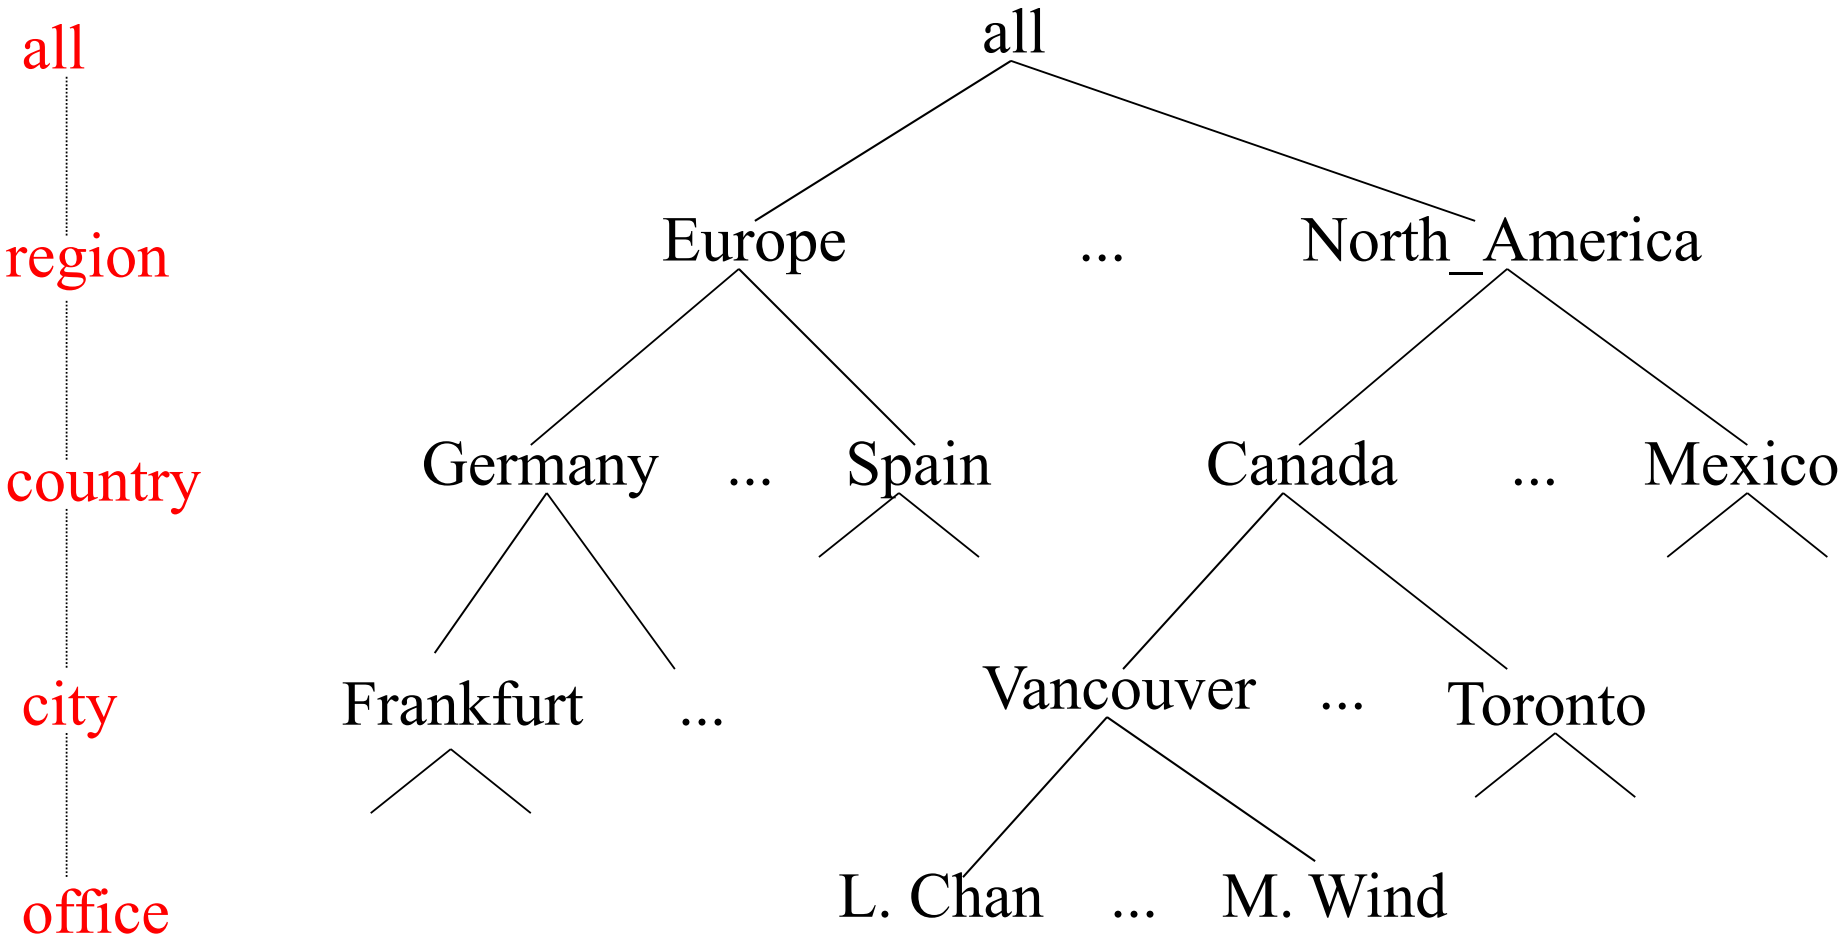 all
all
region
Europe ... North_America
country
Germany ... Spain Canada ... Mexico
city
Frankfurt ... Vancouver ... Toronto
office
L. Chan ... M. Wind